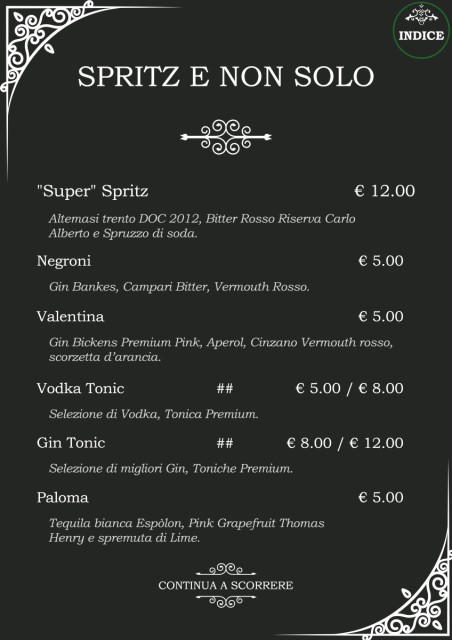 INDICE
SPRITZ E NON SOLO
"Super" Spritz € 12.00
Altemasi trento DOC 2012, Bitter Rosso Riserva Carlo
Alberto e Spruzzo di soda.
Negroni € 5.00
Gin Bankes, Campari Bitter, Vermouth Rosso.
Valentina € 5.00
Gin Bickens Premium Pink, Aperol, Cinzano Vermouth rosso,
scorzetta d'arancia.
Vodka Tonic ## € 5.00 / € 8.00
Selezione di Vodka, Tonica Premium.
Gin Tonic ## € 8.00 / € 12.00
Selezione di migliori Gin, Toniche Premium.
Paloma € 5.00
Tequila bianca Espòlon, Pink Grapefruit Thomas
Henry e spremuta di Lime.
CONTINUA A SCORRERE